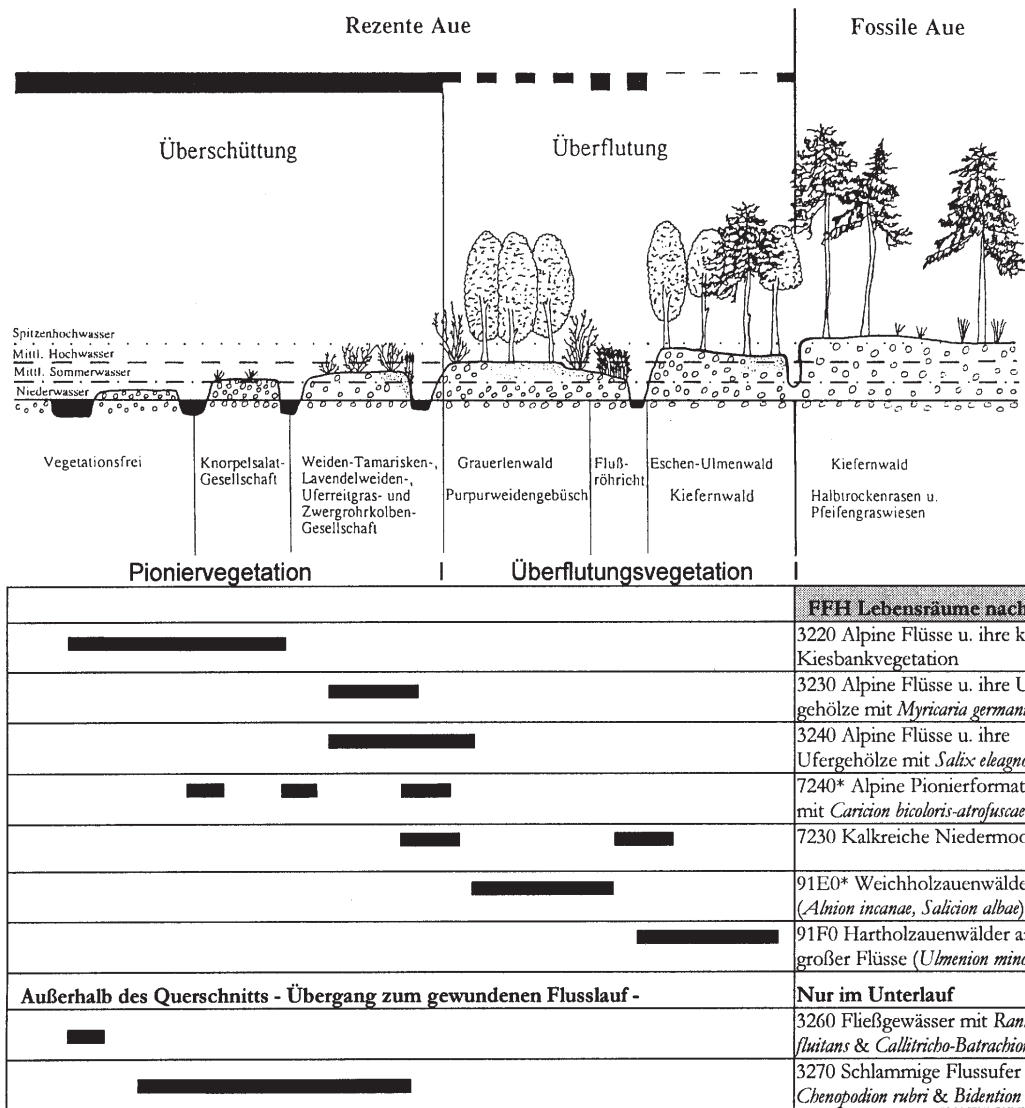 Rezente Aue
Fossile Aue
Überschüttung
Überflutung
Spitzenhochwasser
Mittl. Hochwasser
Mittl. Sommerwasser
Niederwasser
Vegetationsfrei
Knorpelsalat-
Gesellschaft
Weiden-Tamarisken-,
Lavendelweiden-,
Uferreitgras- und
Zwergrohrkolben-
Gesellschaft
Grauerlenwald
Purpurweidengebüsch
Fluß-
röhricht
Eschen-Ulmenwald
Kiefernwald
Kiefernwald
Halbtrockenrasen u.
Pfeifengraswiesen
Pioniervegetation
Überflutungsvegetation
FFH Lebensräume nach
3220 Alpine Flüsse u. ihre k
Kiesbankvegetation
3230 Alpine Flüsse u. ihre U
gehölze mit Myricaria german
3240 Alpine Flüsse u. ihre
Ufergehölze mit Salix eleagno
7240* Alpine Pionierformat
mit Caricion bicoloris-atrofuscae
7230 Kalkreiche Niedermoo
91E0* Weichholzauenwälde
(Alnion incanae, Salicion albae)
91F0 Hartholzauenwälder a
großer Flüsse (Ulmenion mino
Außerhalb des Querschnitts - Übergang zum gewundenen Flusslauf -
Nur im Unterlauf
3260 Fließgewässer mit Ran
fluitans & Callitricho-Batrachion
3270 Schlammige Flussufer
Chenopodion rubri & Bidention